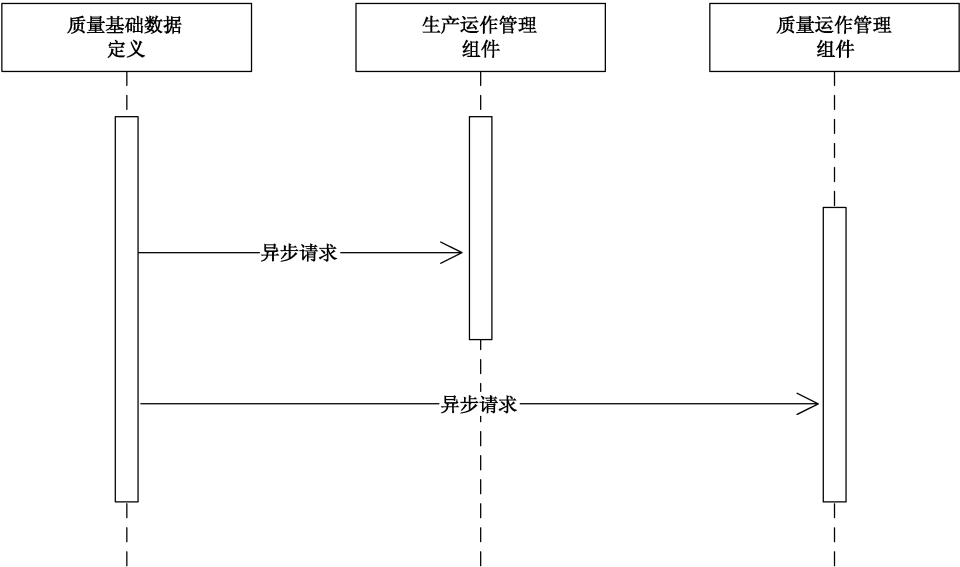 质量基础数据
定义
生产运作管理
组件
质量运作管理
组件
异步请求
异步请求